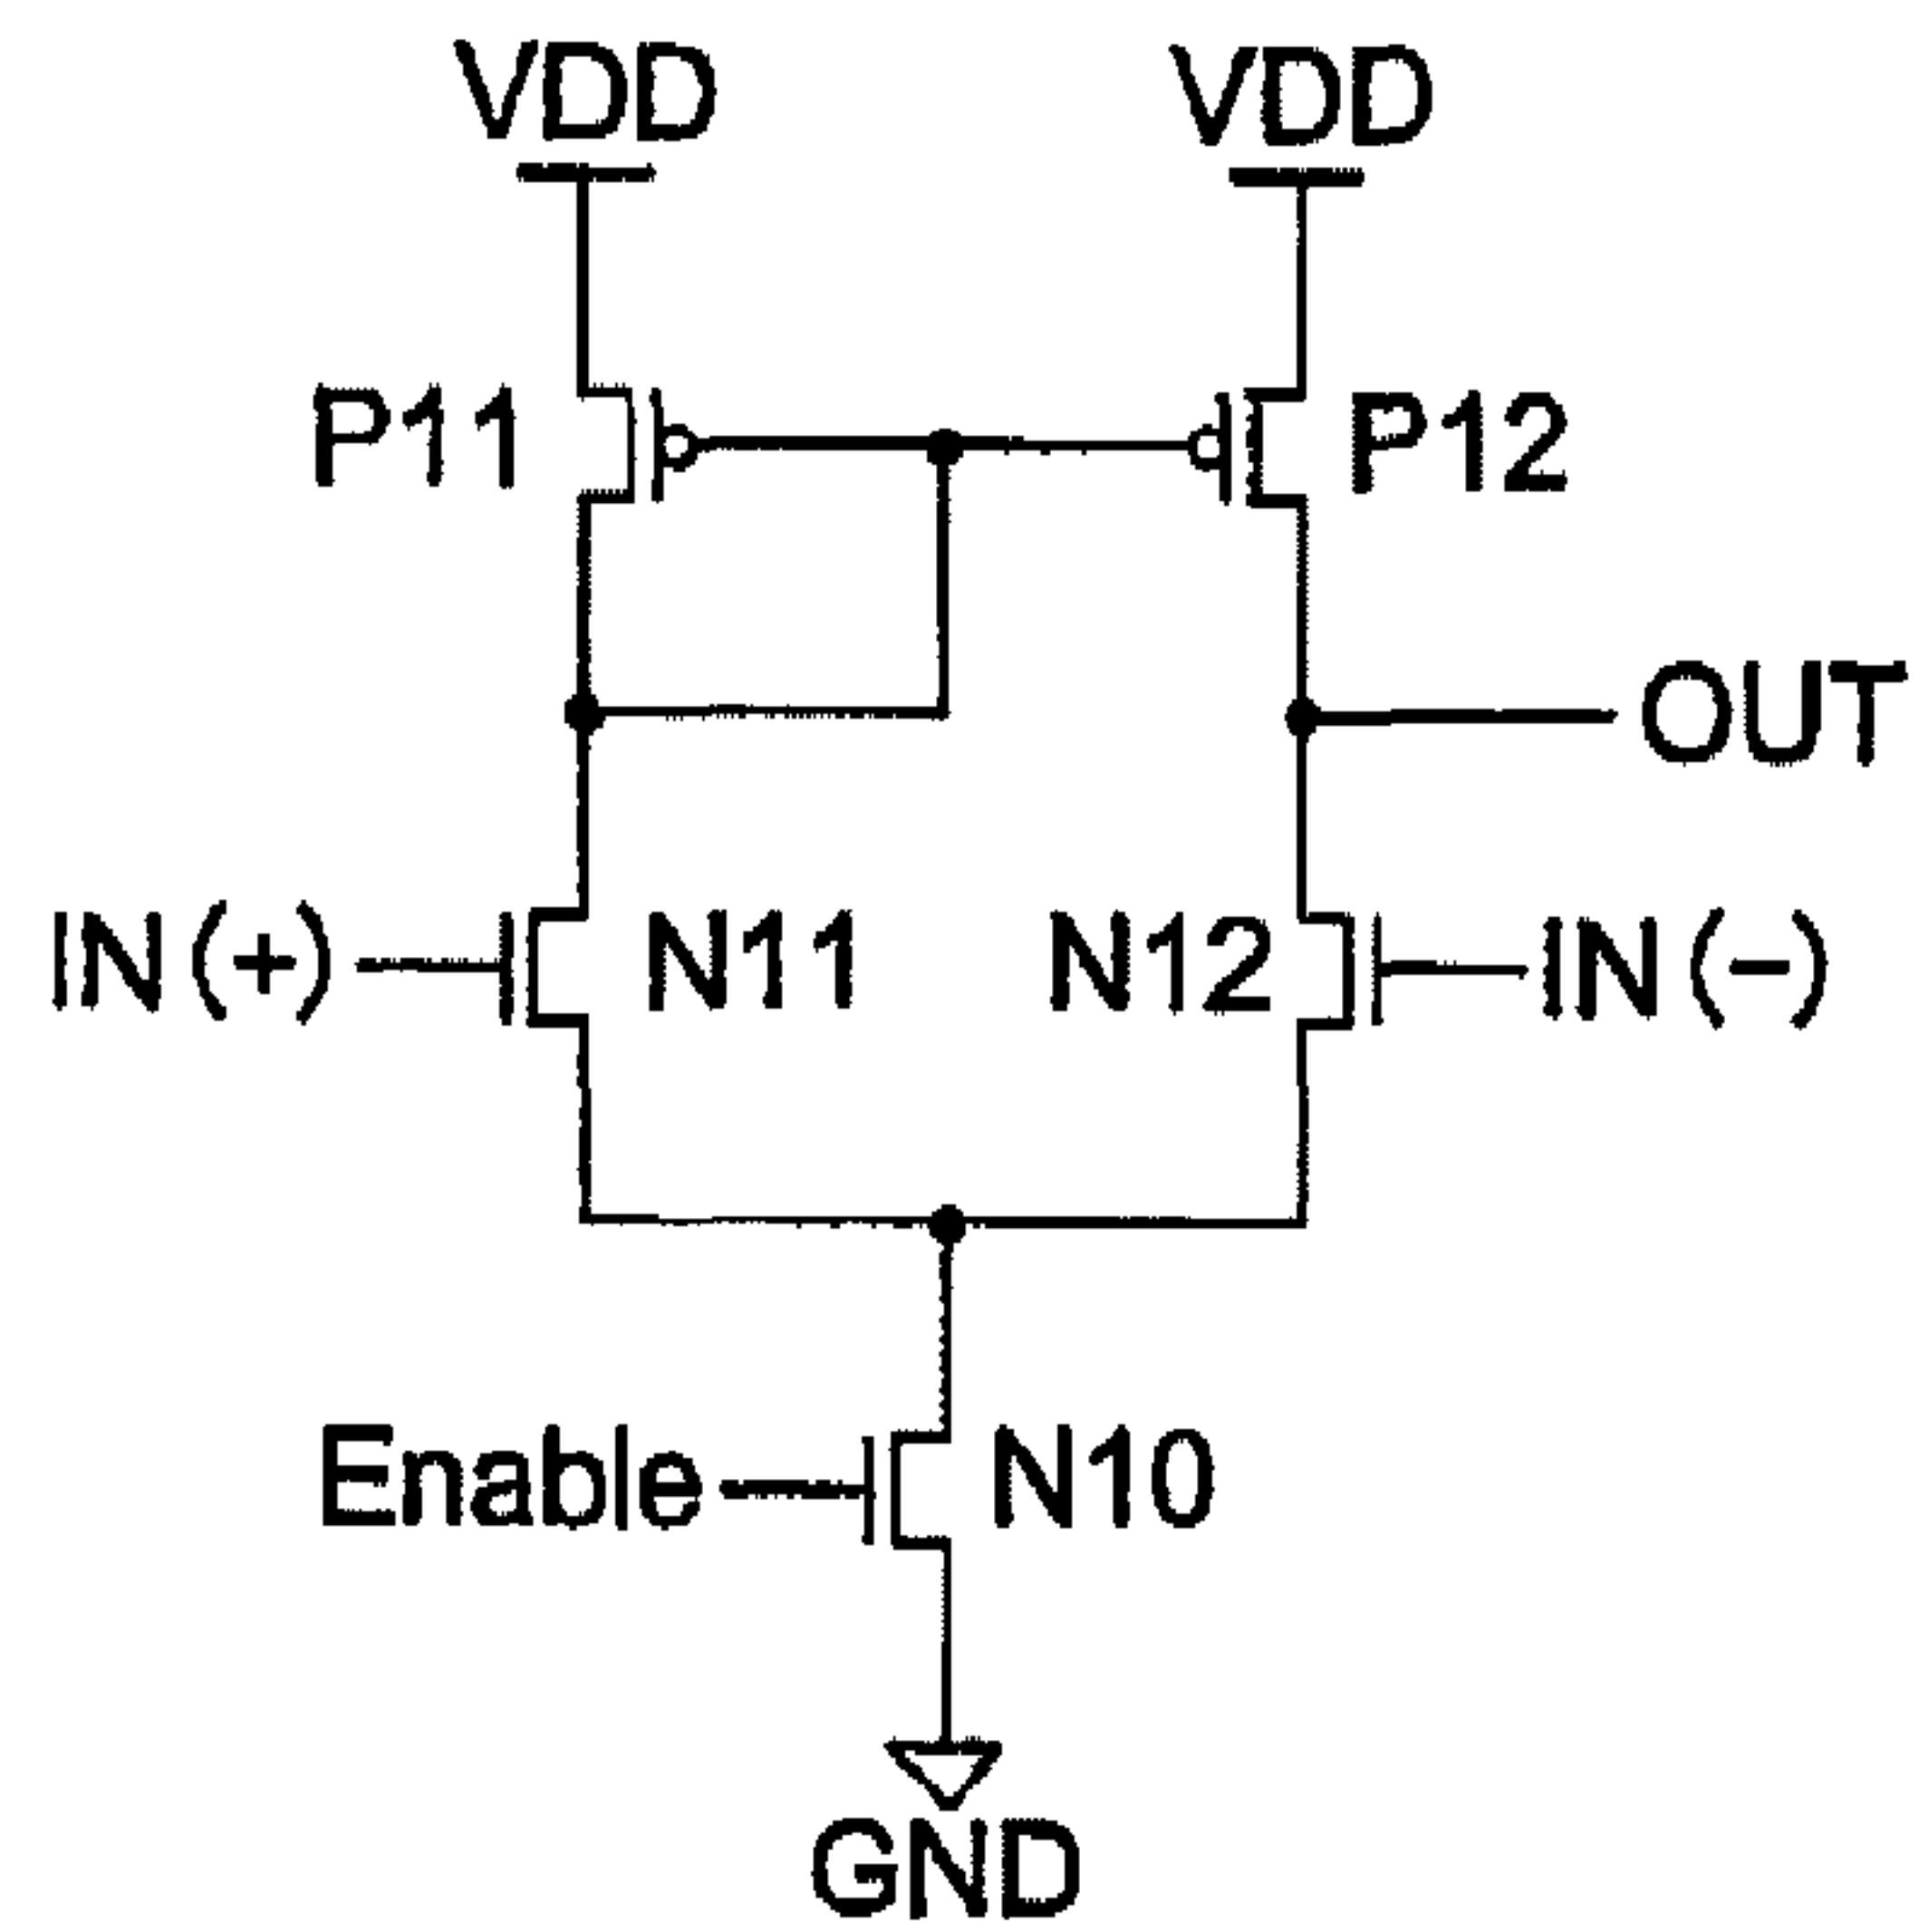 VDD VDD
P11 P12
OUT
IN(+) N11 N12 IN(-)
Enable N10
GND